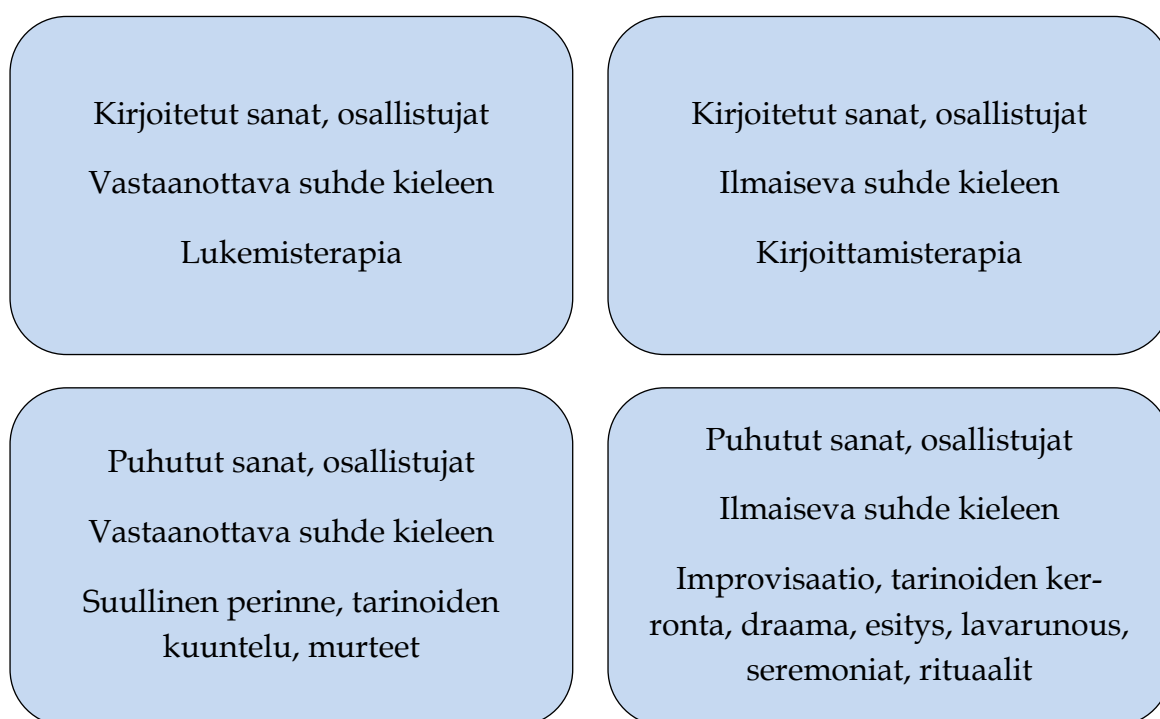 Kirjoitetut sanat, osallistujat
Vastaanottava suhde kieleen
Lukemisterapia
Kirjoitetut sanat, osallistujat
Ilmaiseva suhde kieleen
Kirjoittamisterapia
Puhutut sanat, osallistujat
Vastaanottava suhde kieleen
Suullinen perinne, tarinoiden
kuuntelu, murteet
Puhutut sanat, osallistujat
Ilmaiseva suhde kieleen
Improvisaatio, tarinoiden ker-
ronta, draama, esitys, lavarunous,
seremoniat, rituaalit